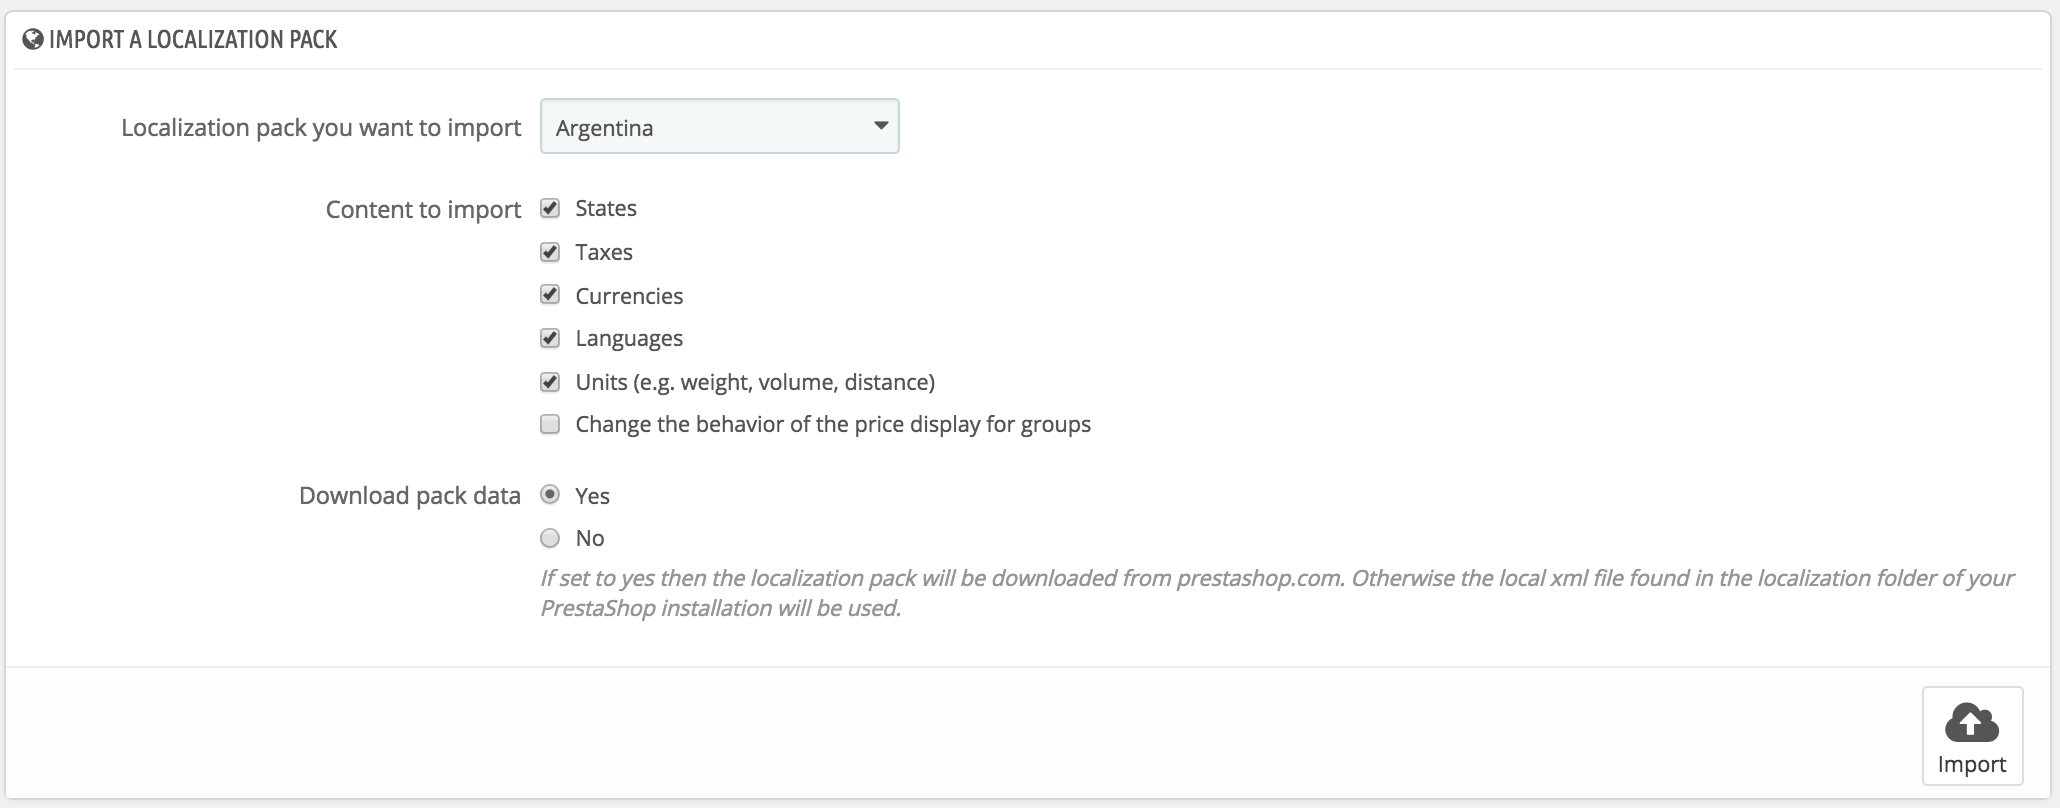 IMPORT A LOCALIZATION PACK
Localization pack you want to import Argentina
Content to import States
Taxes
Currencies
Languages
Units (e.g. weight, volume, distance)
Change the behavior of the price display for groups
Download pack data Yes
No
If set to yes then the localization pack will be downloaded from prestashop.com. Otherwise the local xml file found in the localization folder of your
PrestaShop installation will be used.
Import